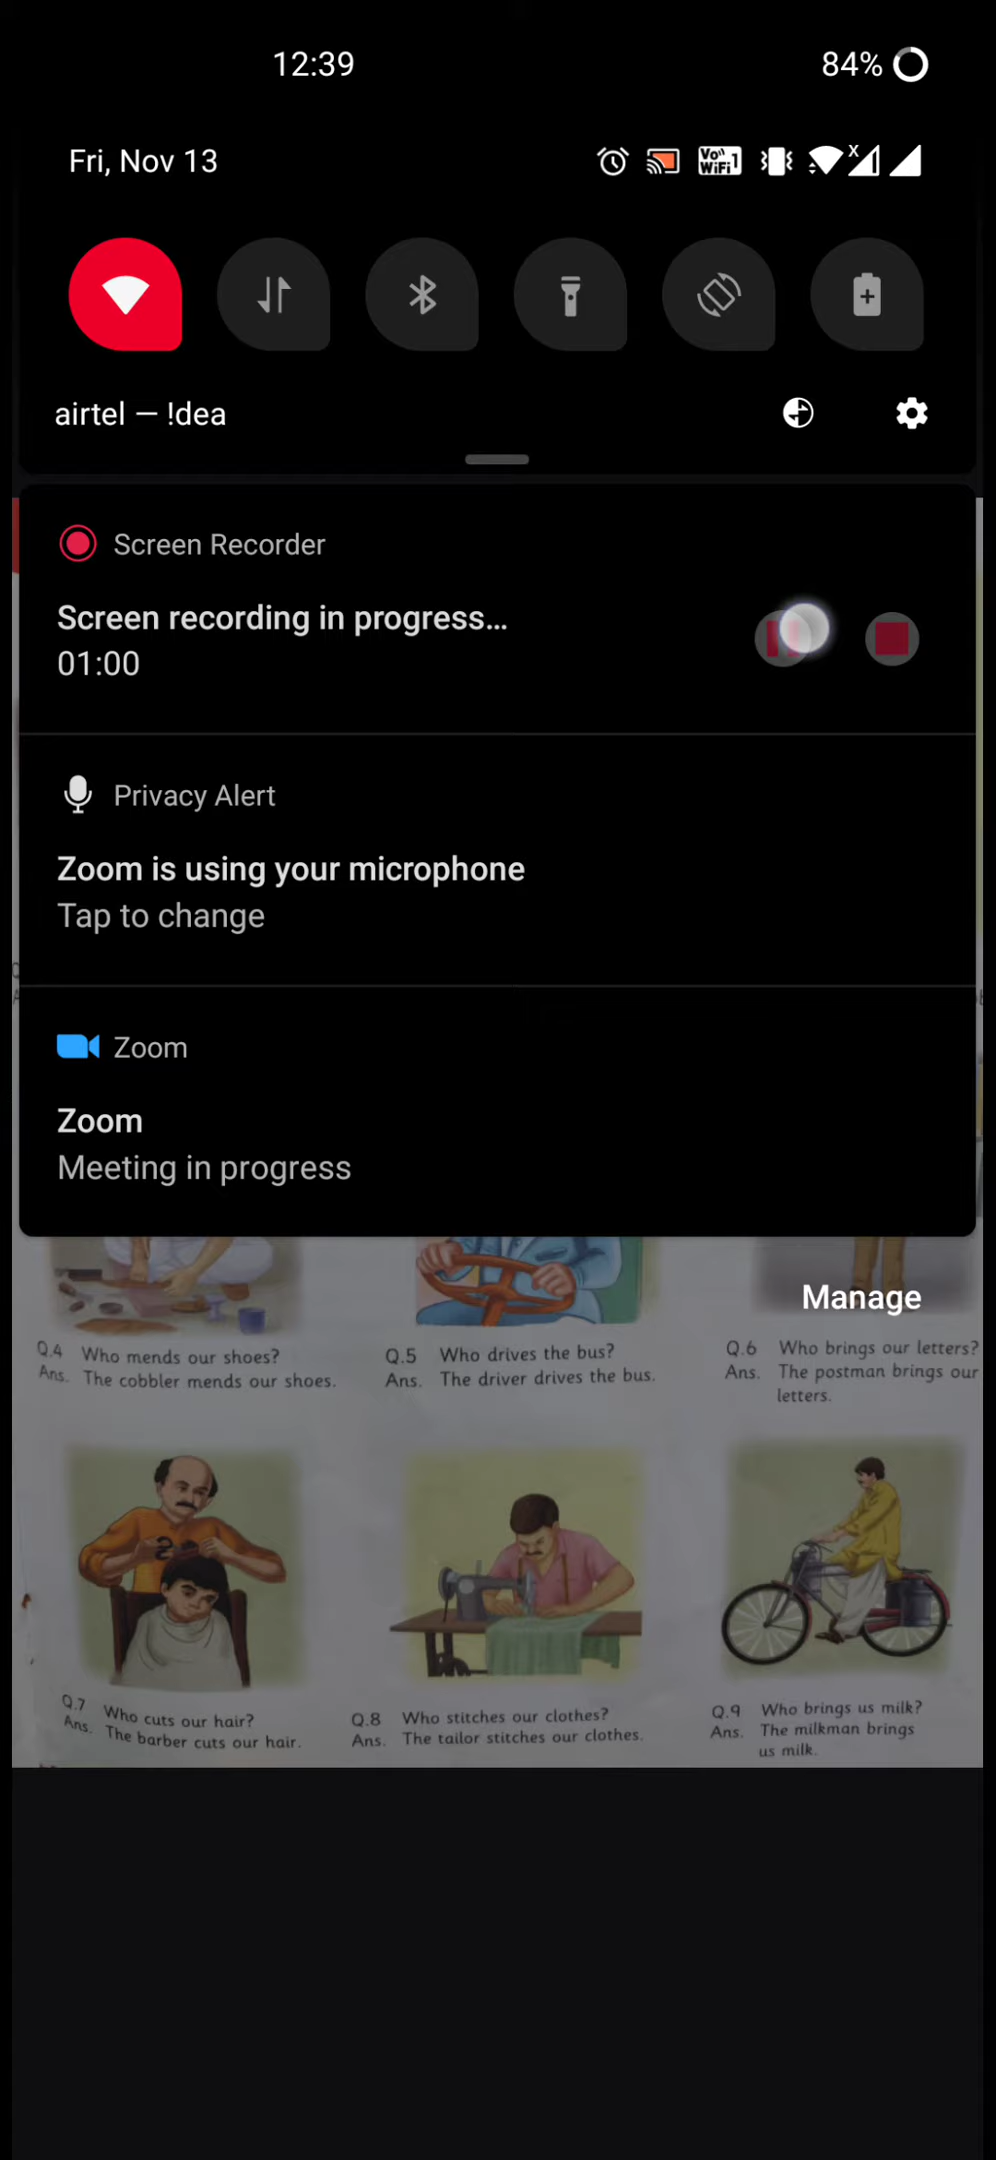 12:39 84%
Fri, Nov 13 Vo)) WiFi 1 x
airtel — !dea
Screen Recorder
Screen recording in progress...
01:00
Privacy Alert
Zoom is using your microphone
Tap to change
Zoom
Zoom
Meeting in progress
Manage
Q.4 Who mends our shoes?
Ans. The cobbler mends our shoes.
Q.5 Who drives the bus?
Ans. The driver drives the bus.
Q.6 Who brings our letters?
Ans. The postman brings our
letters.
Q.7 Who cuts our hair?
Ans. The barber cuts our hair.
Q.8 Who stitches our clothes?
Ans. The tailor stitches our clothes.
Q.9 Who brings us milk?
Ans. The milkman brings
us milk.